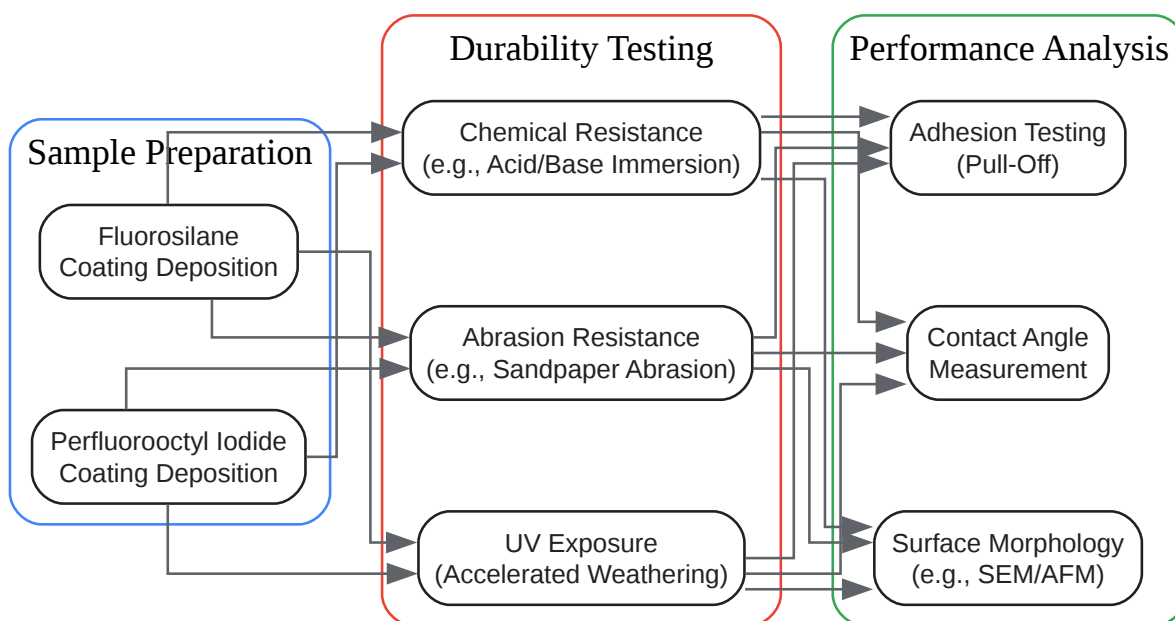 Sample Preparation
Fluorosilane
Coating Deposition
Perfluorooctyl Iodide
Coating Deposition
Durability Testing
Chemical Resistance
(e.g., Acid/Base Immersion)
Abrasion Resistance
(e.g., Sandpaper Abrasion)
UV Exposure
(Accelerated Weathering)
Performance Analysis
Adhesion Testing
(Pull-Off)
Contact Angle
Measurement
Surface Morphology
(e.g., SEM/AFM)